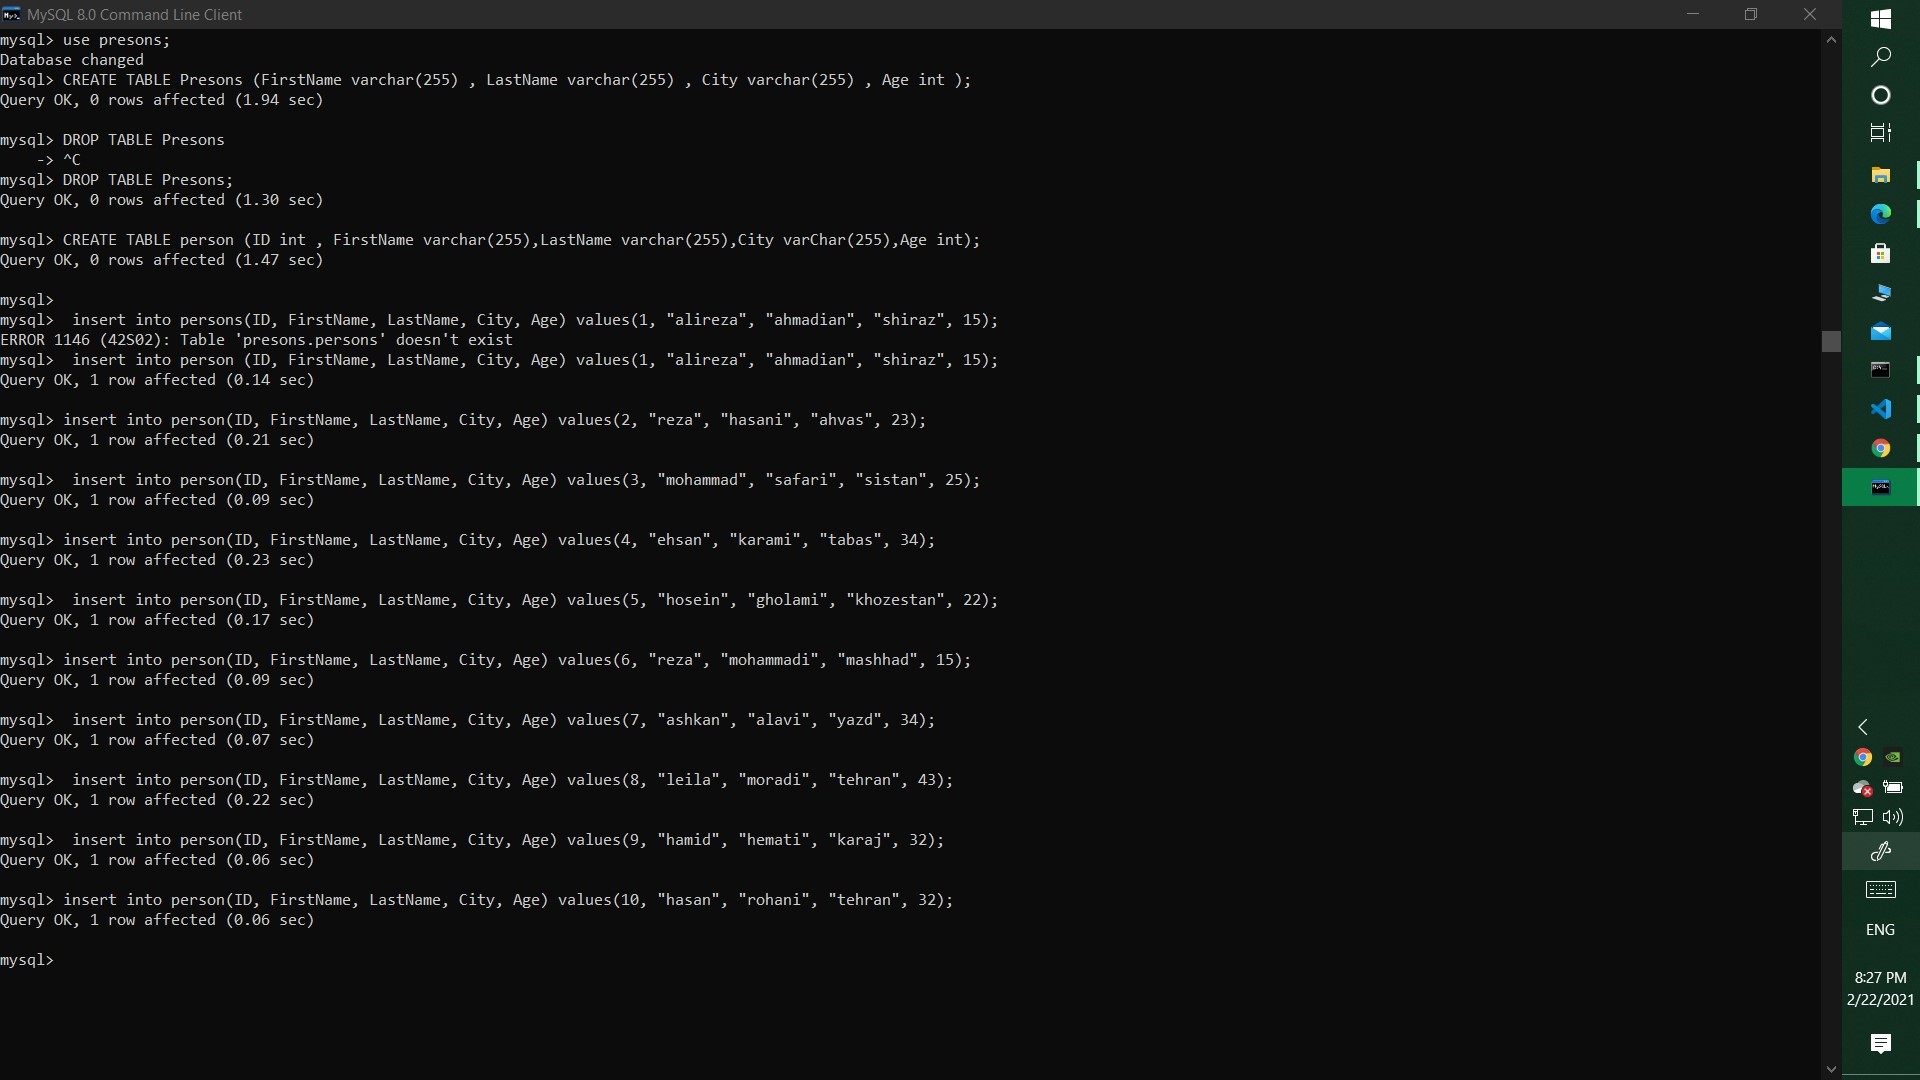 MySQL 8.0 Command Line Client
mysql> use presons;
Database changed
mysql> CREATE TABLE Presons (FirstName varchar(255) , LastName varchar(255) , City varchar(255) , Age int );
Query OK, 0 rows affected (1.94 sec)
mysql> DROP TABLE Presons
    -> ^C
mysql> DROP TABLE Presons;
Query OK, 0 rows affected (1.30 sec)
mysql> CREATE TABLE person (ID int , FirstName varchar(255),LastName varchar(255),City varChar(255),Age int);
Query OK, 0 rows affected (1.47 sec)
mysql>
mysql>  insert into persons(ID, FirstName, LastName, City, Age) values(1, "alireza", "ahmadian", "shiraz", 15);
ERROR 1146 (42S02): Table 'presons.persons' doesn't exist
mysql>  insert into person (ID, FirstName, LastName, City, Age) values(1, "alireza", "ahmadian", "shiraz", 15);
Query OK, 1 row affected (0.14 sec)
mysql> insert into person(ID, FirstName, LastName, City, Age) values(2, "reza", "hasani", "ahvas", 23);
Query OK, 1 row affected (0.21 sec)
mysql>  insert into person(ID, FirstName, LastName, City, Age) values(3, "mohammad", "safari", "sistan", 25);
Query OK, 1 row affected (0.09 sec)
mysql> insert into person(ID, FirstName, LastName, City, Age) values(4, "ehsan", "karami", "tabas", 34);
Query OK, 1 row affected (0.23 sec)
mysql>  insert into person(ID, FirstName, LastName, City, Age) values(5, "hosein", "gholami", "khozestan", 22);
Query OK, 1 row affected (0.17 sec)
mysql> insert into person(ID, FirstName, LastName, City, Age) values(6, "reza", "mohammadi", "mashhad", 15);
Query OK, 1 row affected (0.09 sec)
mysql>  insert into person(ID, FirstName, LastName, City, Age) values(7, "ashkan", "alavi", "yazd", 34);
Query OK, 1 row affected (0.07 sec)
mysql>  insert into person(ID, FirstName, LastName, City, Age) values(8, "leila", "moradi", "tehran", 43);
Query OK, 1 row affected (0.22 sec)
mysql>  insert into person(ID, FirstName, LastName, City, Age) values(9, "hamid", "hemati", "karaj", 32);
Query OK, 1 row affected (0.06 sec)
mysql> insert into person(ID, FirstName, LastName, City, Age) values(10, "hasan", "rohani", "tehran", 32);
Query OK, 1 row affected (0.06 sec)
mysql>
ENG
8:27 PM
2/22/2021